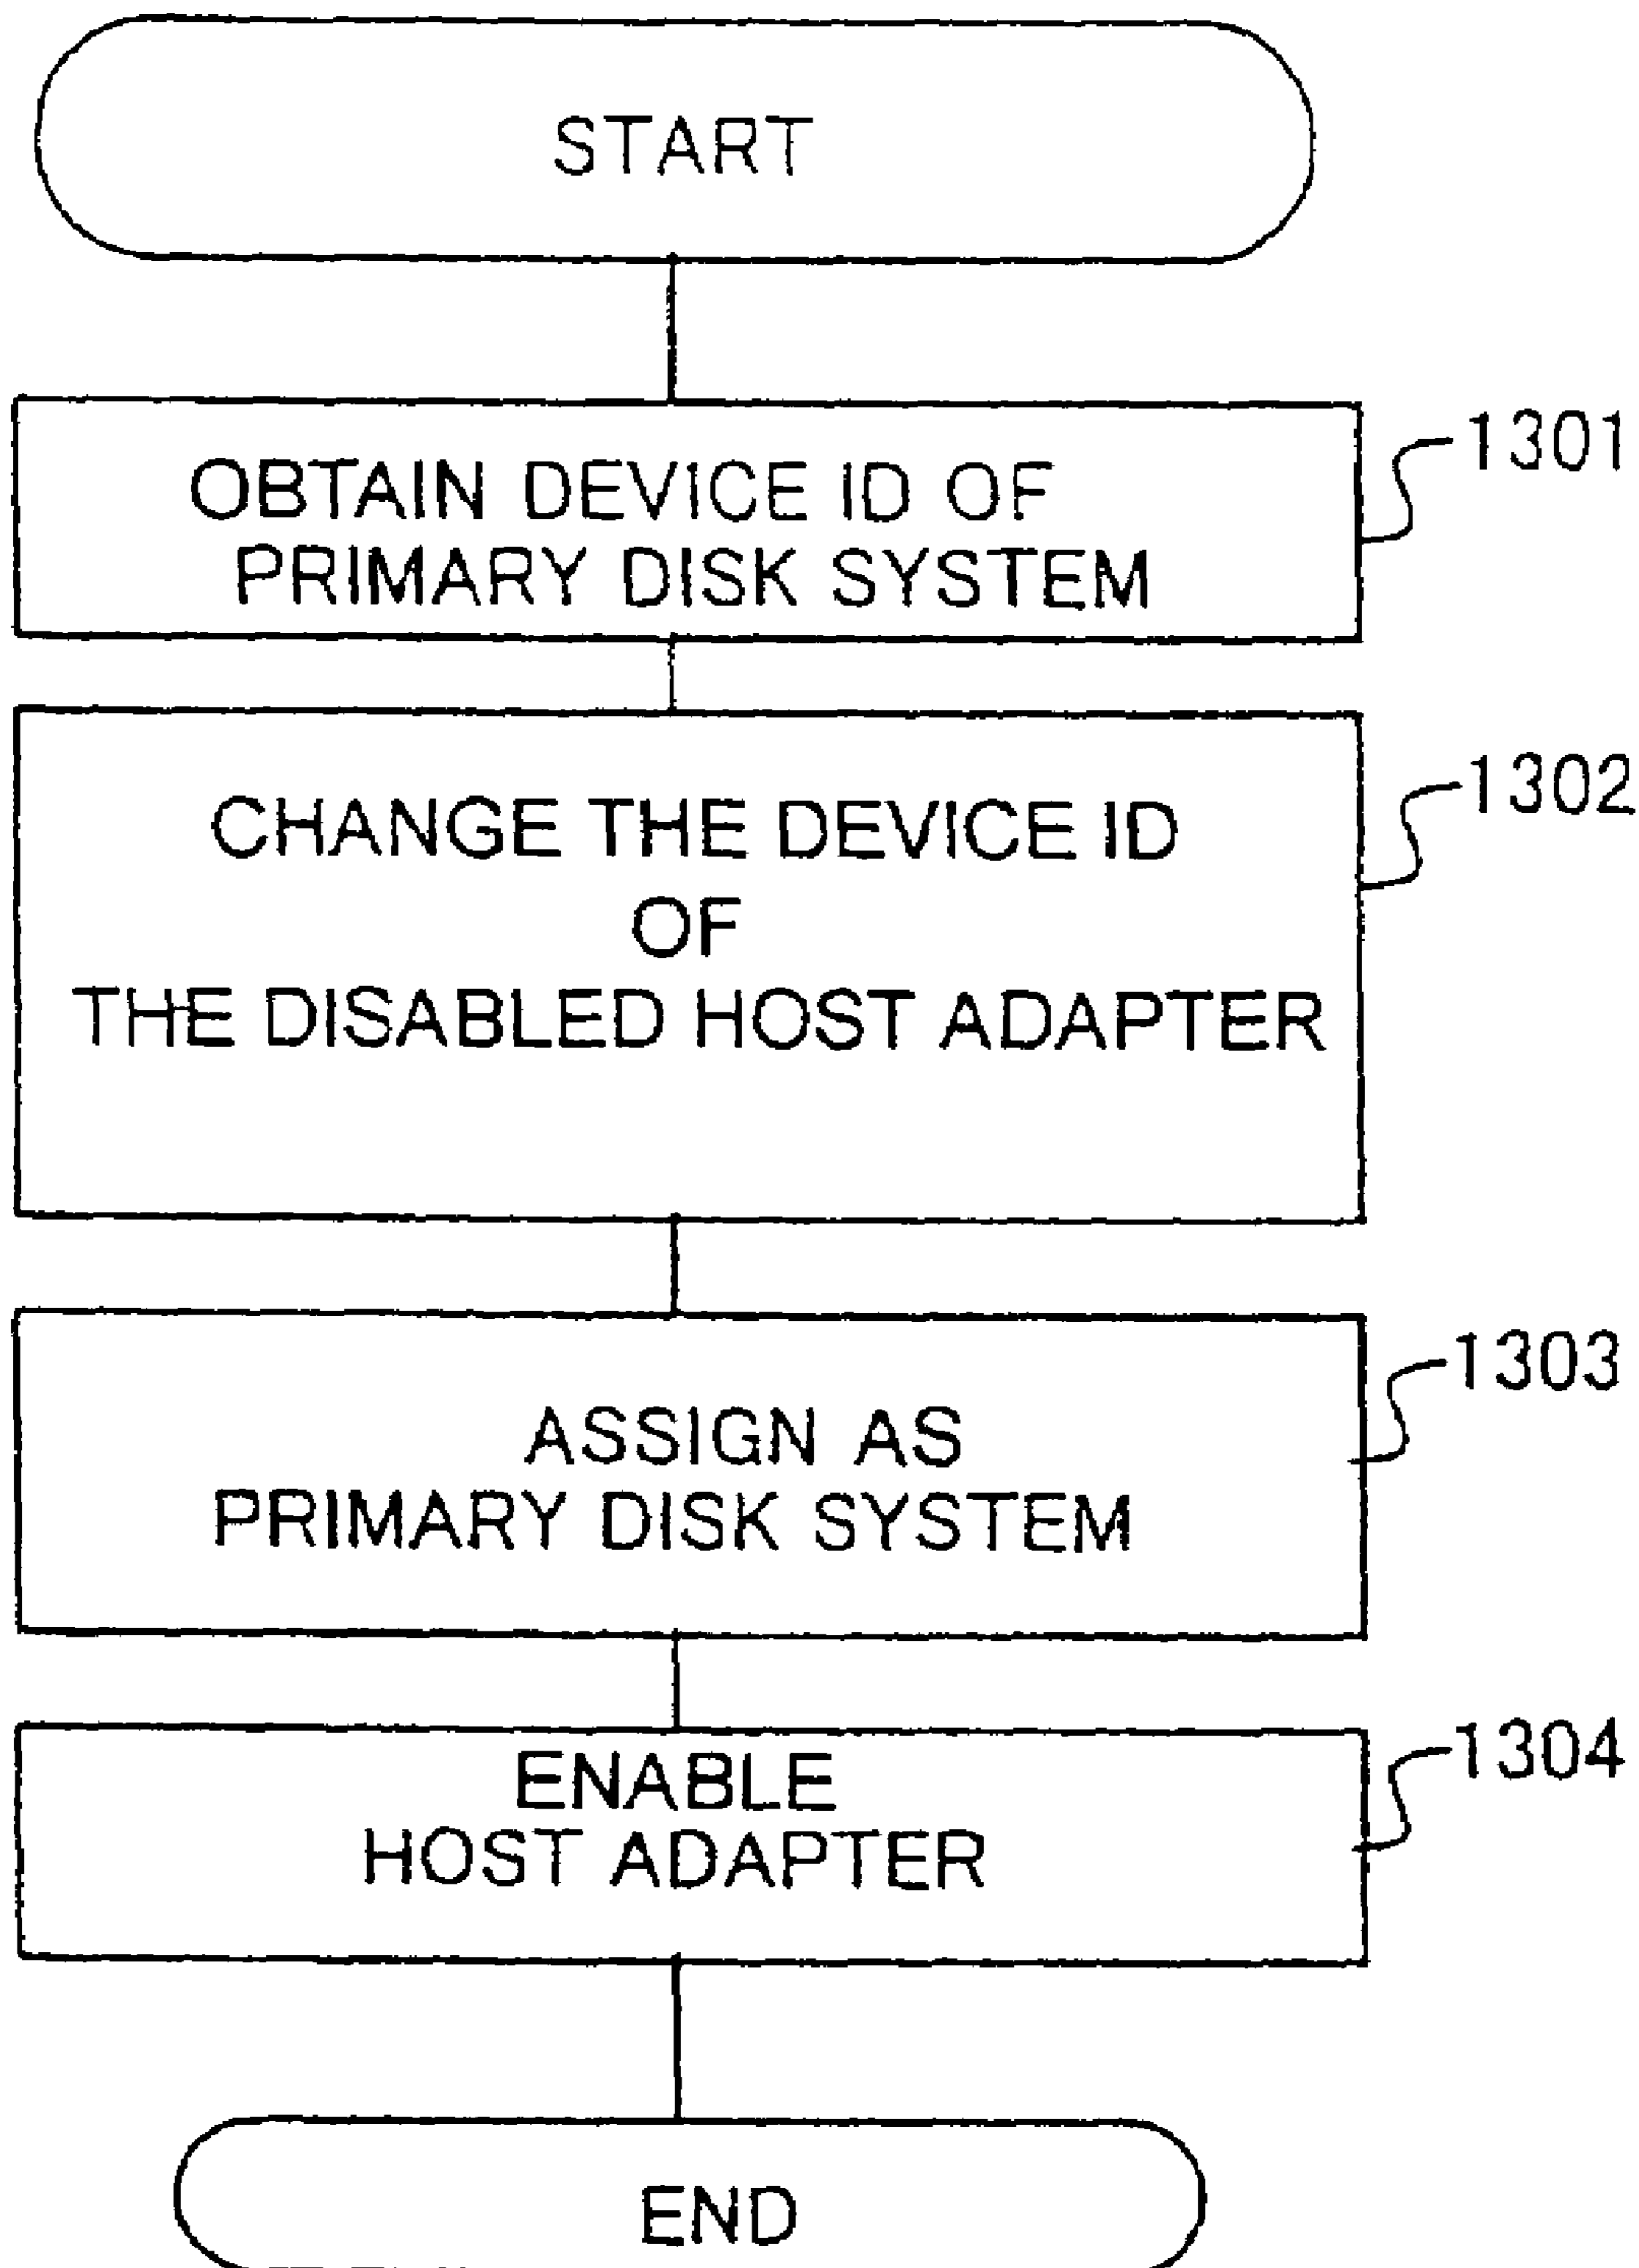 START
OBTAIN DEVICE ID OF
PRIMARY DISK SYSTEM
1301
CHANGE THE DEVICE ID
OF
THE DISABLED HOST ADAPTER
1302
ASSIGN AS
PRIMARY DISK SYSTEM
1303
ENABLE
HOST ADAPTER
1304
END